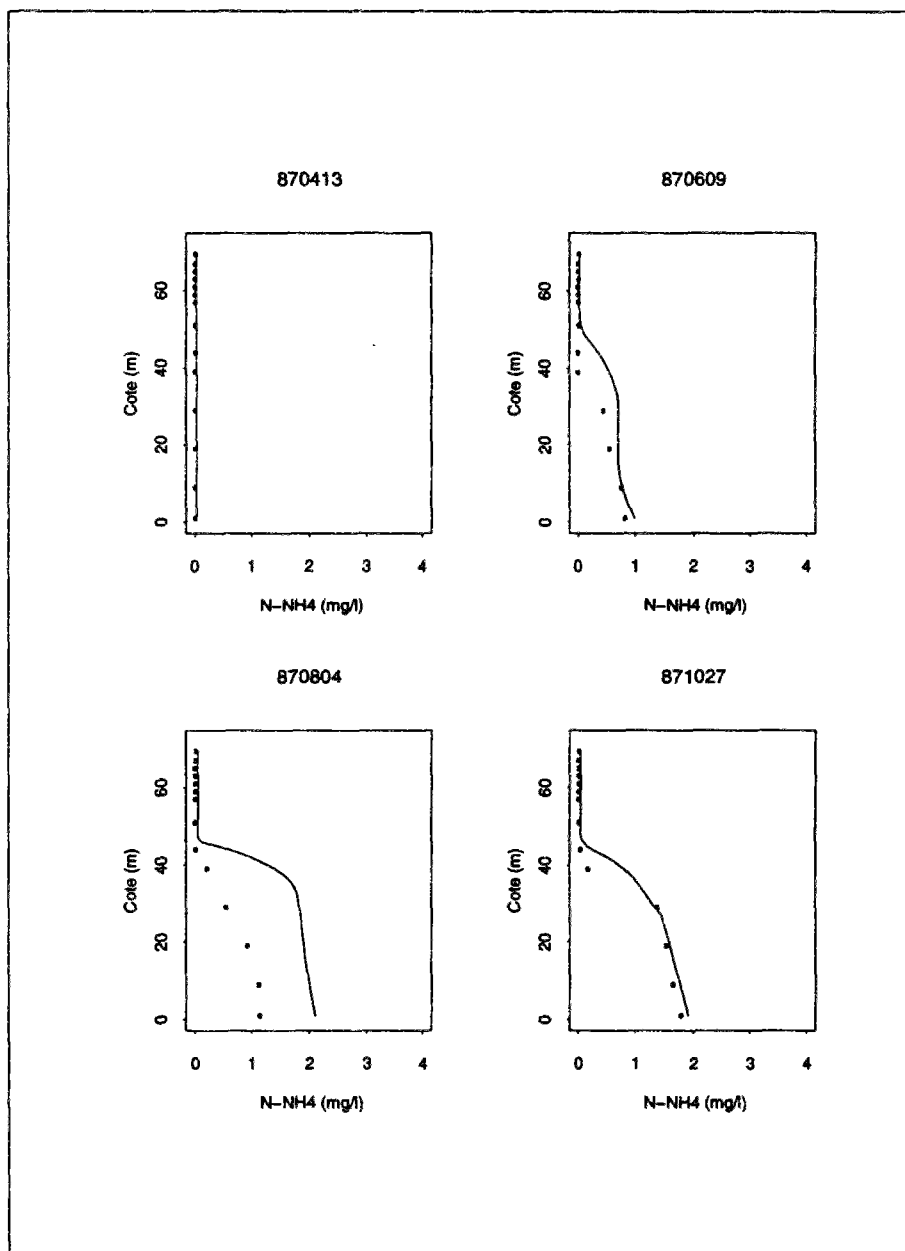 870413
60
40
20
0
Cote (m)
0 1 2 3 4
N-NH4 (mg/l)
870609
60
40
20
0
Cote (m)
0 1 2 3 4
N-NH4 (mg/l)
870804
60
40
20
0
Cote (m)
0 1 2 3 4
N-NH4 (mg/l)
871027
60
40
20
0
Cote (m)
0 1 2 3 4
N-NH4 (mg/l)